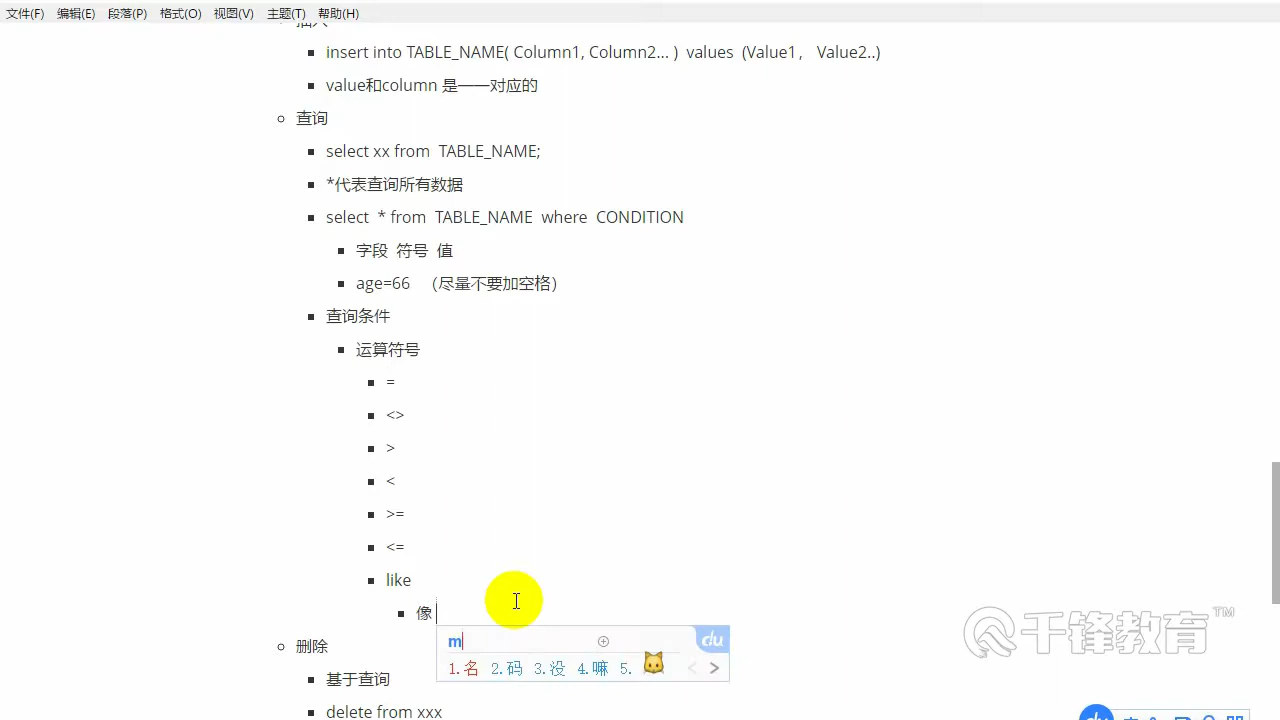 文件(F) 编辑(E) 段落(P) 格式(O) 视图(V) 主题(T) 帮助(H)
insert into TABLE_NAME( Column1, Column2... ) values (Value1， Value2..)
value和column 是一一对应的
查询
select xx from TABLE_NAME;
*代表查询所有数据
select * from TABLE_NAME where CONDITION
字段 符号 值
age=66 （尽量不要加空格）
查询条件
运算符号
=
<>
>
<
>=
<=
like
像
m
du
1.名 2.码 3.没 4.嘛 5.
千锋教育™
删除
基于查询
delete from xxx